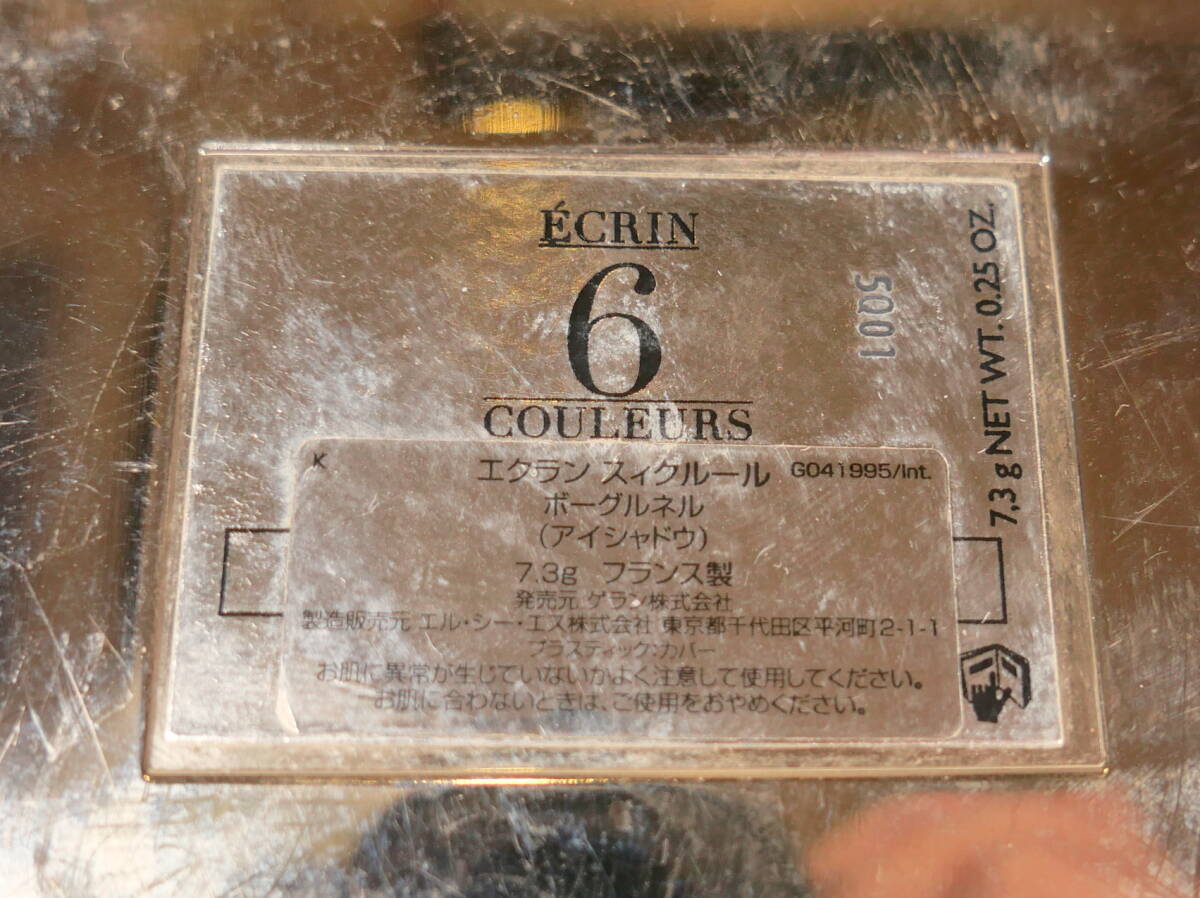 ÉCRIN
6
COULEURS
5Q01
7,3 g NET WT. 0.25 OZ.
K
エクラン スィクルール G041995/Int.
ボーグルネル
(アイシャドウ)
7.3g フランス製
発売元 ゲラン株式会社
製造販売元 エル・シー・エス株式会社 東京都千代田区平河町2-1-1
プラスティック:カバー
お肌に異常が生じていないかよく注意して使用してください。
お肌に合わないときは、ご使用をおやめください。